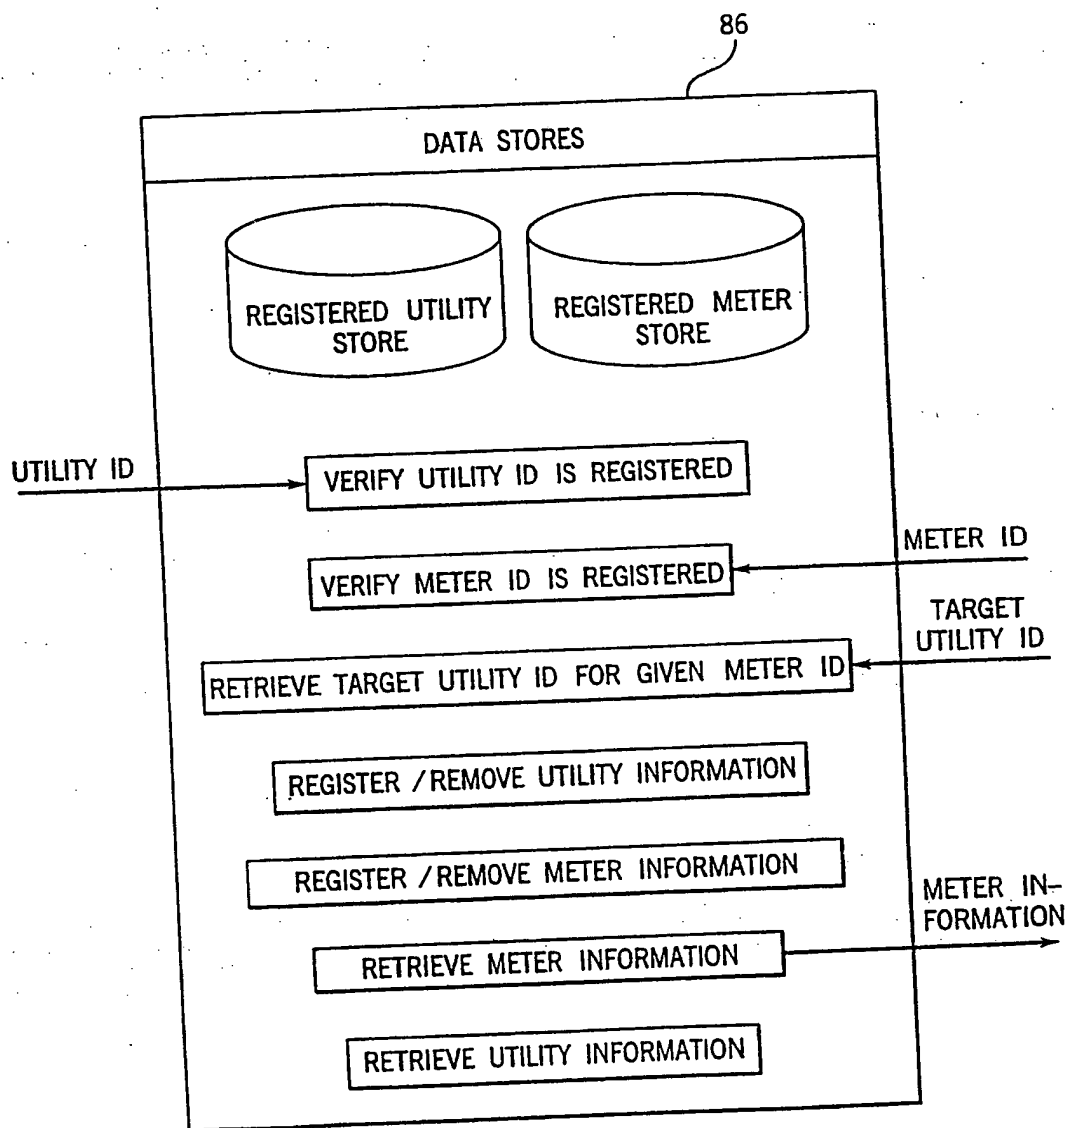 86
DATA STORES
REGISTERED UTILITY
STORE
REGISTERED METER
STORE
UTILITY ID
VERIFY UTILITY ID IS REGISTERED
METER ID
VERIFY METER ID IS REGISTERED
TARGET
UTILITY ID
RETRIEVE TARGET UTILITY ID FOR GIVEN METER ID
REGISTER / REMOVE UTILITY INFORMATION
REGISTER / REMOVE METER INFORMATION
METER IN-
FORMATION
RETRIEVE METER INFORMATION
RETRIEVE UTILITY INFORMATION